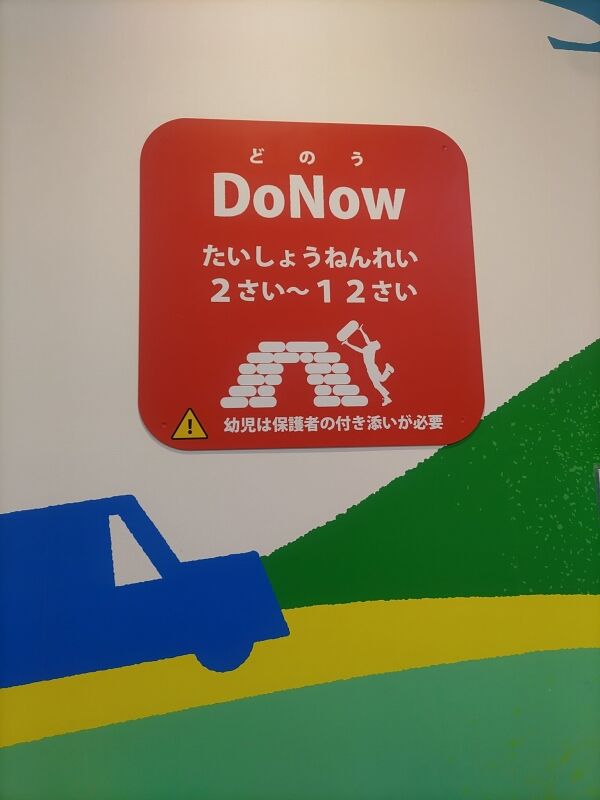 どのう
DoNow
たいしょうねんれい
２さい～１２さい
幼児は保護者の付き添いが必要